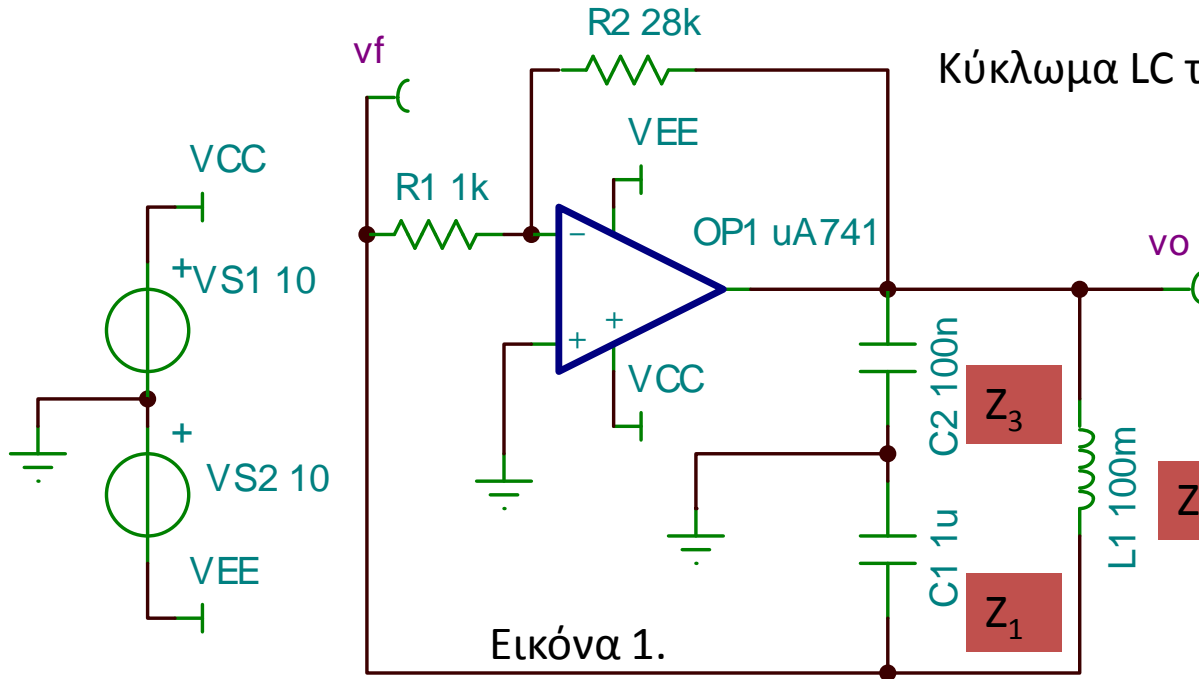 R2 28k
vf
Κύκλωμα LC
VEE
VCC
R1 1k
OP1 uA741
vo
+
VS1 10
−
+
+
VCC
C2 100n
Z3
+
VS2 10
L1 100m
Z
VEE
C1 1u
Z1
Εικόνα 1.